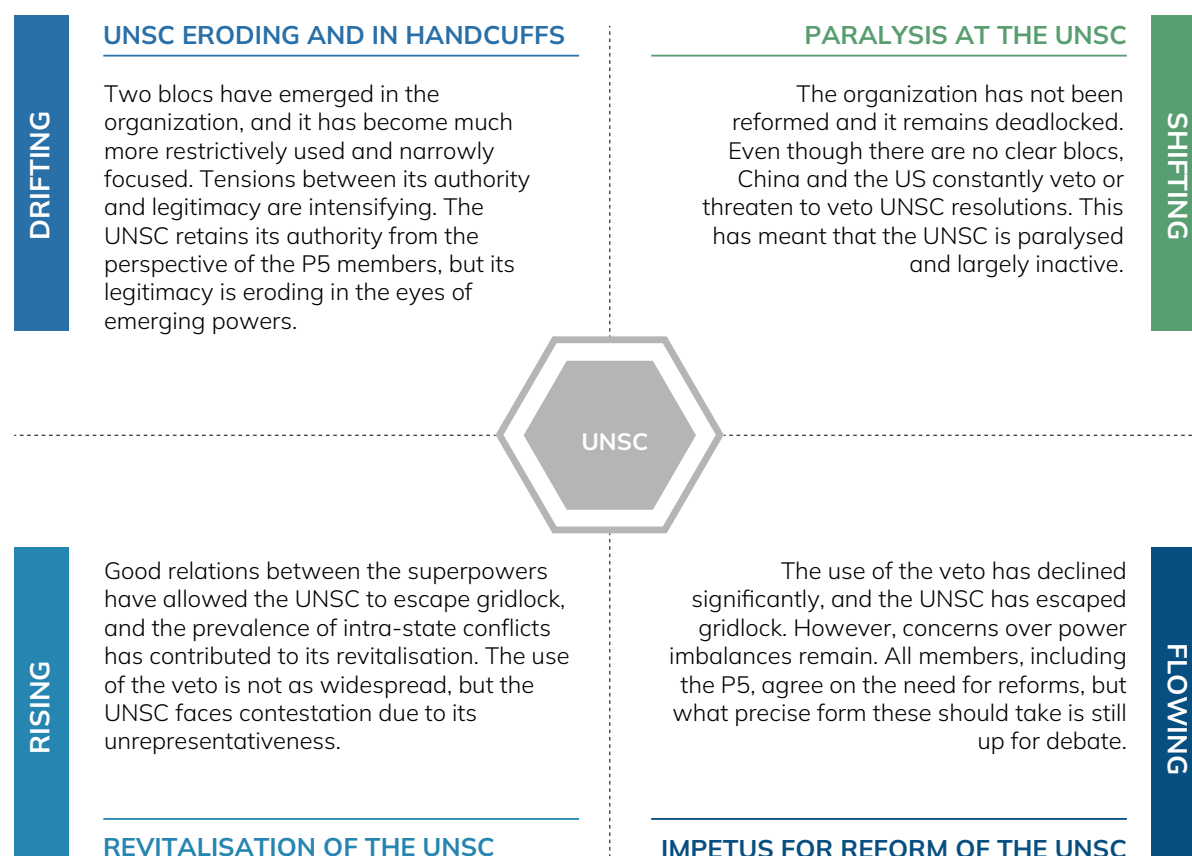 DRIFTING
UNSC ERODING AND IN HANDCUFFS
Two blocs have emerged in the
organization, and it has become much
more restrictively used and narrowly
focused. Tensions between its authority
and legitimacy are intensifying. The
UNSC retains its authority from the
perspective of the P5 members, but its
legitimacy is eroding in the eyes of
emerging powers.
PARALYSIS AT THE UNSC
The organization has not been
reformed and it remains deadlocked.
Even though there are no clear blocs,
China and the US constantly veto or
threaten to veto UNSC resolutions. This
has meant that the UNSC is paralysed
and largely inactive.
SHIFTING
UNSC
RISING
Good relations between the superpowers
have allowed the UNSC to escape gridlock,
and the prevalence of intra-state conflicts
has contributed to its revitalisation. The use
of the veto is not as widespread, but the
UNSC faces contestation due to its
unrepresentativeness.
REVITALISATION OF THE UNSC
The use of the veto has declined
significantly, and the UNSC has escaped
gridlock. However, concerns over power
imbalances remain. All members, including
the P5, agree on the need for reforms, but
what precise form these should take is still
up for debate.
IMPETUS FOR REFORM OF THE UNSC
FLOWING